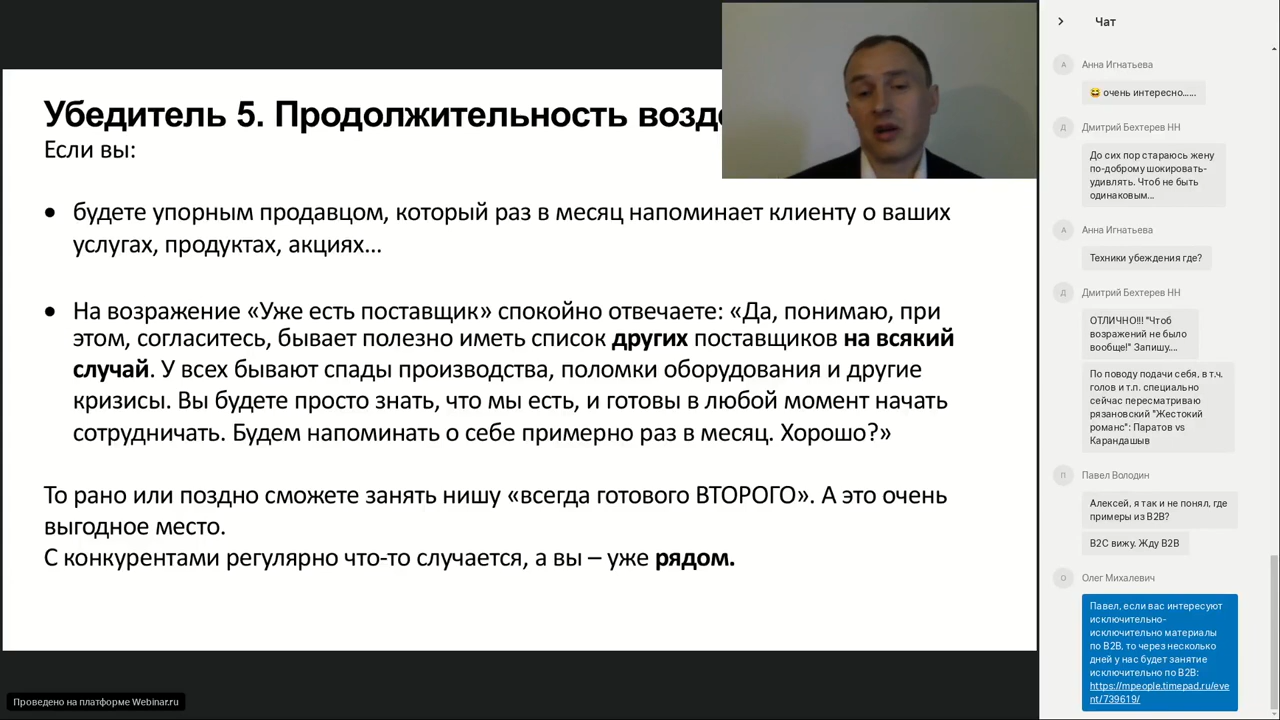 Убедитель 5. Продолжительность
Если вы:
• будете упорным продавцом, который раз в месяц напоминает клиенту о ваших
услугах, продуктах, акциях...
• На возражение «Уже есть поставщик» спокойно отвечаете: «Да, понимаю, при
этом, согласитесь, бывает полезно иметь список других поставщиков на всякий
случай. У всех бывают спады производства, поломки оборудования и другие
кризисы. Вы будете просто знать, что мы есть, и готовы в любой момент начать
сотрудничать. Будем напоминать о себе примерно раз в месяц. Хорошо?»
То рано или поздно сможете занять нишу «всегда готового ВТОРОГО». А это очень
выгодное место.
С конкурентами регулярно что-то случается, а вы – уже рядом.
Проведено на платформе Webinar.ru
Чат
А
Анна Игнатьева
😄 очень интересно......
Д
Дмитрий Бехтерев НН
До сих пор стараюсь жену
по-доброму шокировать-
удивлять. Чтоб не быть
одинаковым...
А
Анна Игнатьева
Техники убеждения где?
Д
Дмитрий Бехтерев НН
ОТЛИЧНО!!! "Чтоб
возражений не было
вообще!" Запишу....
По поводу подачи себя, в т.ч.
голов и т.п. специально
сейчас пересматриваю
рязановский "Жестокий
романс": Паратов vs
Карандашыв
П
Павел Володин
Алексей, я так и не понял, где
примеры из B2B?
B2C вижу. Жду B2B
О
Олег Михалевич
Павел, если вас интересуют
исключительно-
исключительно материалы
по B2B, то через несколько
дней у нас будет занятие
исключительно по B2B:
https://mpeople.timepad.ru/eve
nt/739619/